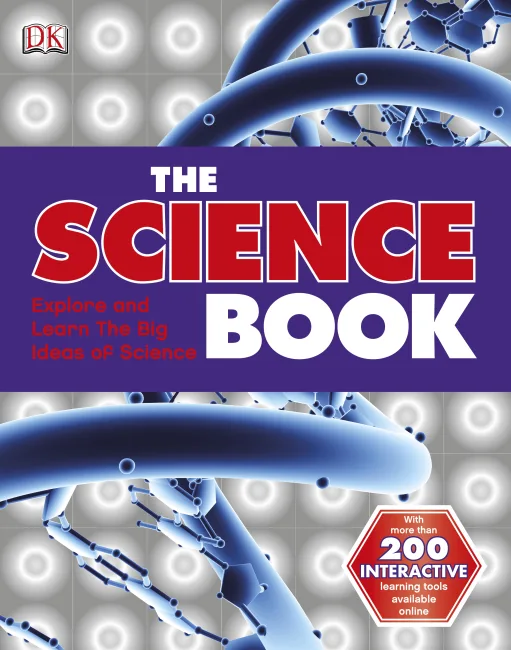 DK
THE
SCIENCE
BOOK
Explore and
Learn The Big
Ideas of Science
With
more than
200
INTERACTIVE
learning tools
available
online